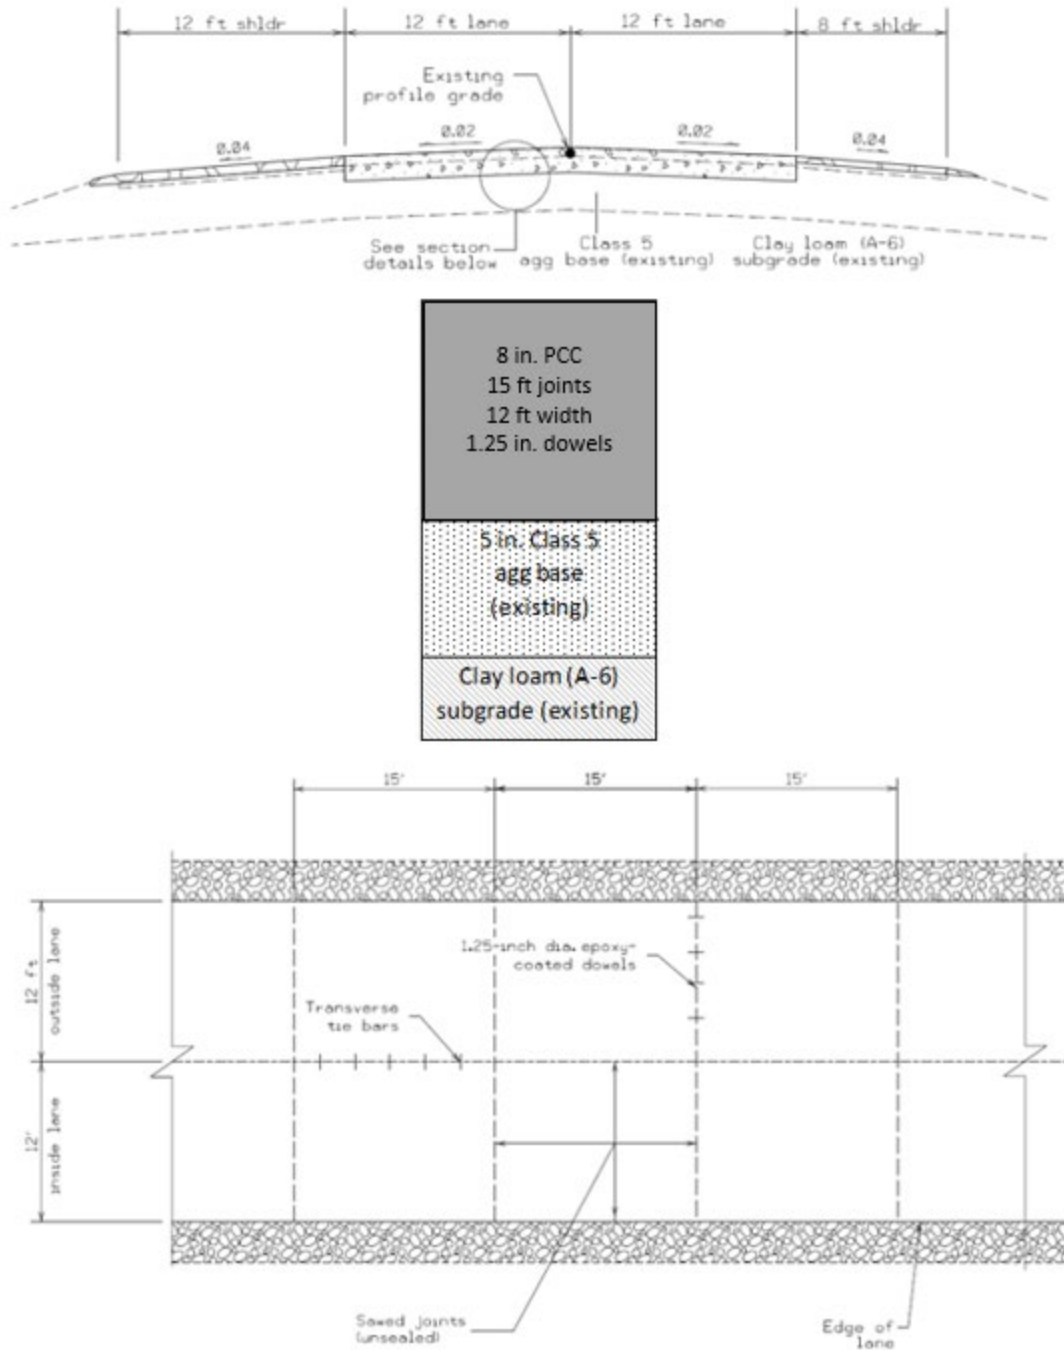 12 ft shldr
12 ft lane
12 ft lane
8 ft shldr
Existing
profile grade
0.04
0.02
0.02
0.04
See section
details below
Class 5
agg base (existing)
Clay loam (A-6)
subgrade (existing)
8 in. PCC
15 ft joints
12 ft width
1.25 in. dowels
5 in. Class 5
agg base
(existing)
Clay loam (A-6)
subgrade (existing)
15'
15'
15'
12 ft
outside lane
1.25-inch dia. epoxy-
coated dowels
Transverse
tie bars
12'
inside lane
Sawed joints
(unsealed)
Edge of
lane